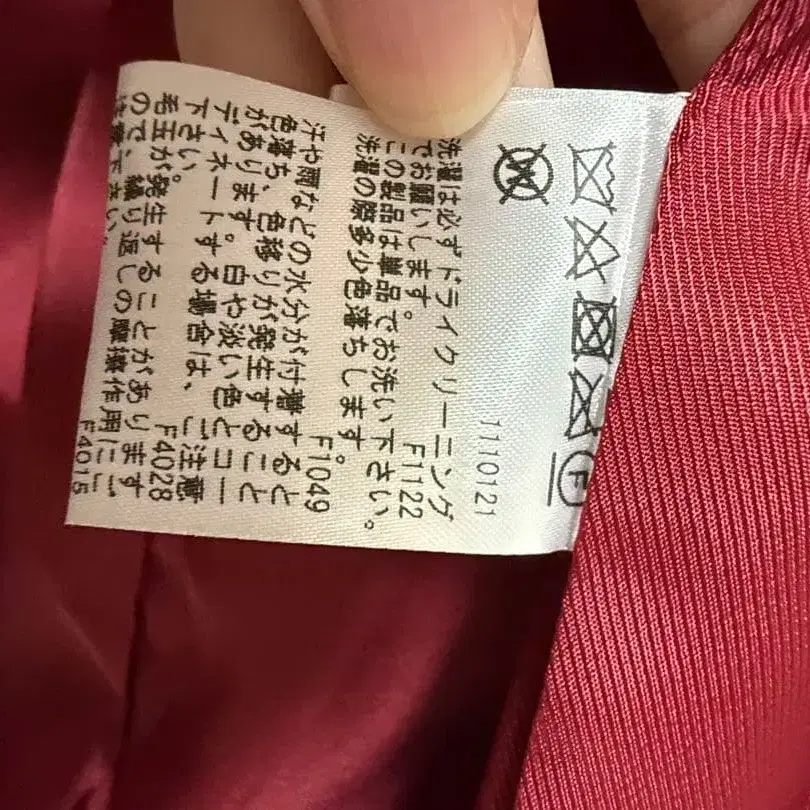 F
W
1110121
洗濯は必ずドライクリーニング
でお願いします。 F1122
この製品は単品でお洗い下さい。
洗濯の際多少色落ちします。
F1049
汗や雨などの水分が付着すると
色落ち、色移りが発生すること
があります。白や淡い色とコー
ディネートする場合は、ご注意
下さい。 F4028
毛玉が発生することがあります
ので、繰り返しの摩擦作用にご
注意下さい。 F4015